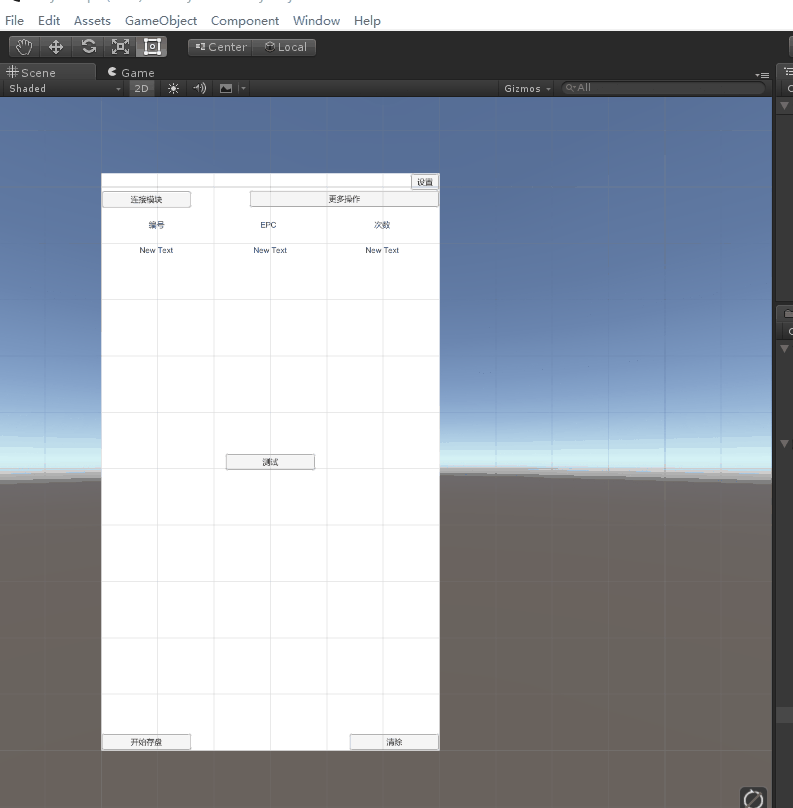 File Edit Assets GameObject Component Window Help
Center Local
Scene Game
Shaded 2D Gizmos All
设置
连接模块 更多操作
编号 EPC 次数
New Text New Text New Text
测试
开始存盘 清除